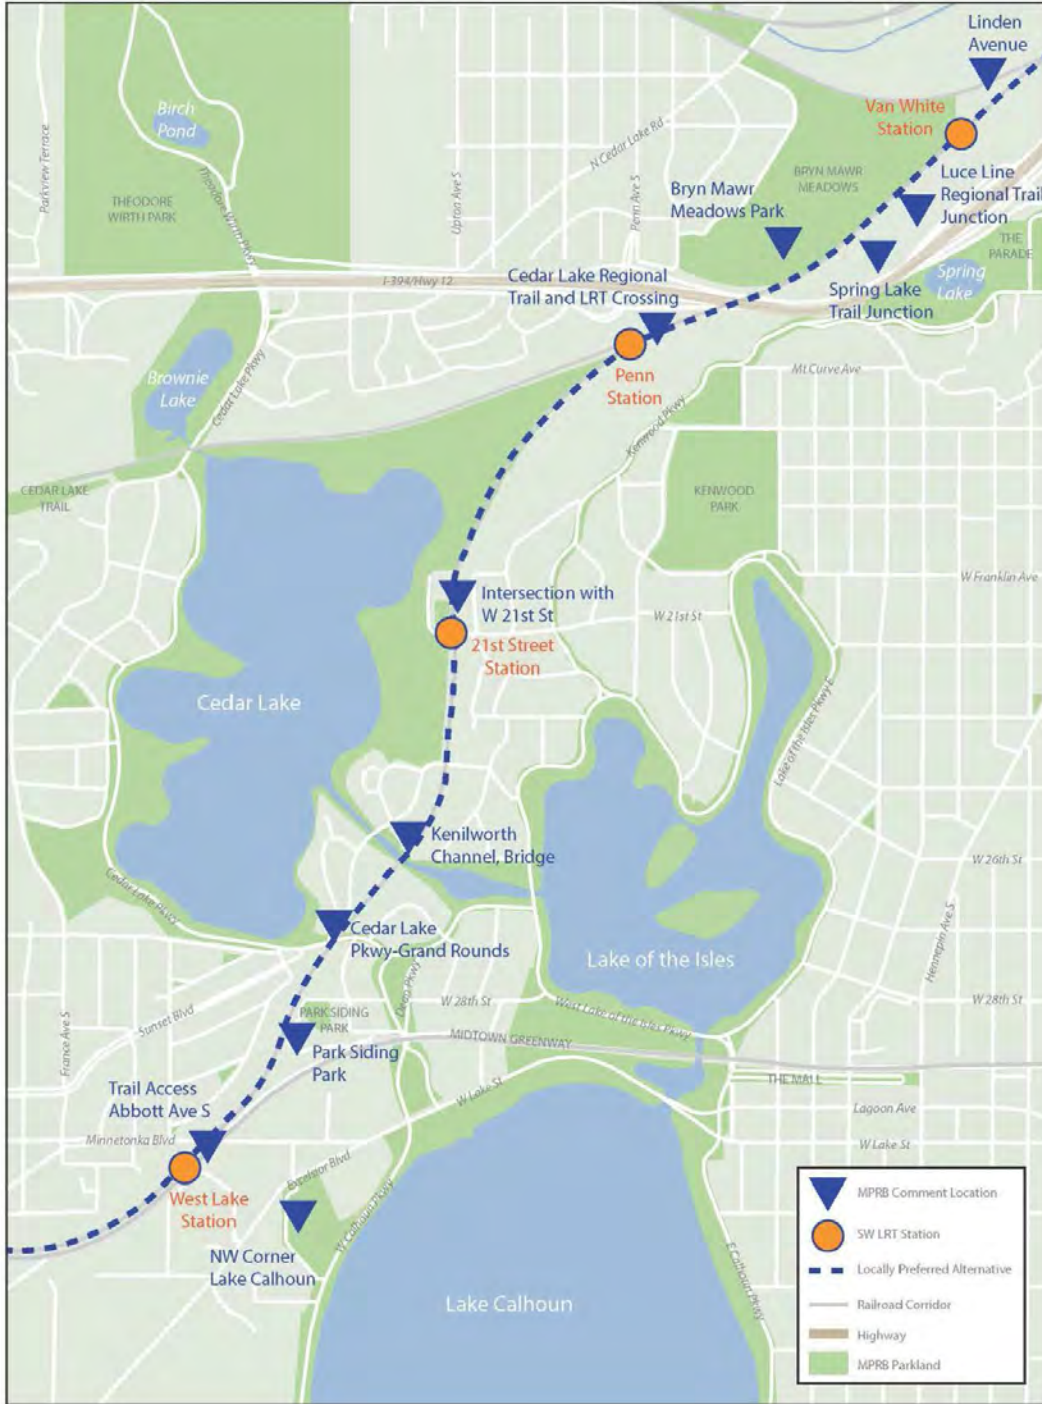 Linden
Avenue
Van White
Station
Birch
Pond
N Cedar Lake Rd
Parkview Terrace
Theodore Wirth Pkwy
Upton Ave S
Penn Ave S
THEODORE
WIRTH PARK
BRYN MAWR
MEADOWS
Bryn Mawr
Meadows Park
Luce Line
Regional Trail
Junction
THE
PARADE
Spring
Lake
I-394/Hwy 12
Cedar Lake Regional
Trail and LRT Crossing
Spring Lake
Trail Junction
Brownie
Lake
Cedar Lake Pkwy
Penn
Station
Mt Curve Ave
Kenwood Pkwy
CEDAR LAKE
TRAIL
KENWOOD
PARK
W Franklin Ave
Intersection with
W 21st St
W 21st St
21st Street
Station
Cedar Lake
Lake of the Isles Pkwy E
Kenilworth
Channel, Bridge
W 26th St
Cedar Lake Pkwy
Cedar Lake
Pkwy-Grand Rounds
Lake of the Isles
Hennepin Ave S
Dean Pkwy
W 28th St
West Lake of the Isles Pkwy
W 28th St
Sunset Blvd
PARK SIDING
PARK
MIDTOWN GREENWAY
France Ave S
Park Siding
Park
THE MALL
Trail Access
Abbott Ave S
W Lake St
Lagoon Ave
Minnetonka Blvd
W Lake St
Excelsior Blvd
West Lake
Station
W Calhoun Pkwy
NW Corner
Lake Calhoun
E Calhoun Pkwy
Lake Calhoun
MPRB Comment Location
SW LRT Station
Locally Preferred Alternative
Railroad Corridor
Highway
MPRB Parkland